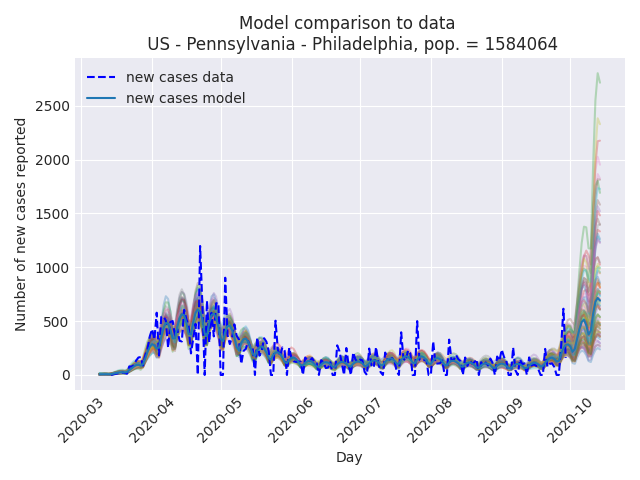 Model comparison to data
US - Pennsylvania - Philadelphia, pop. = 1584064
new cases data
new cases model
Number of new cases reported
2500
2000
1500
1000
500
0
2020-03
2020-04
2020-05
2020-06
2020-07
2020-08
2020-09
2020-10
Day